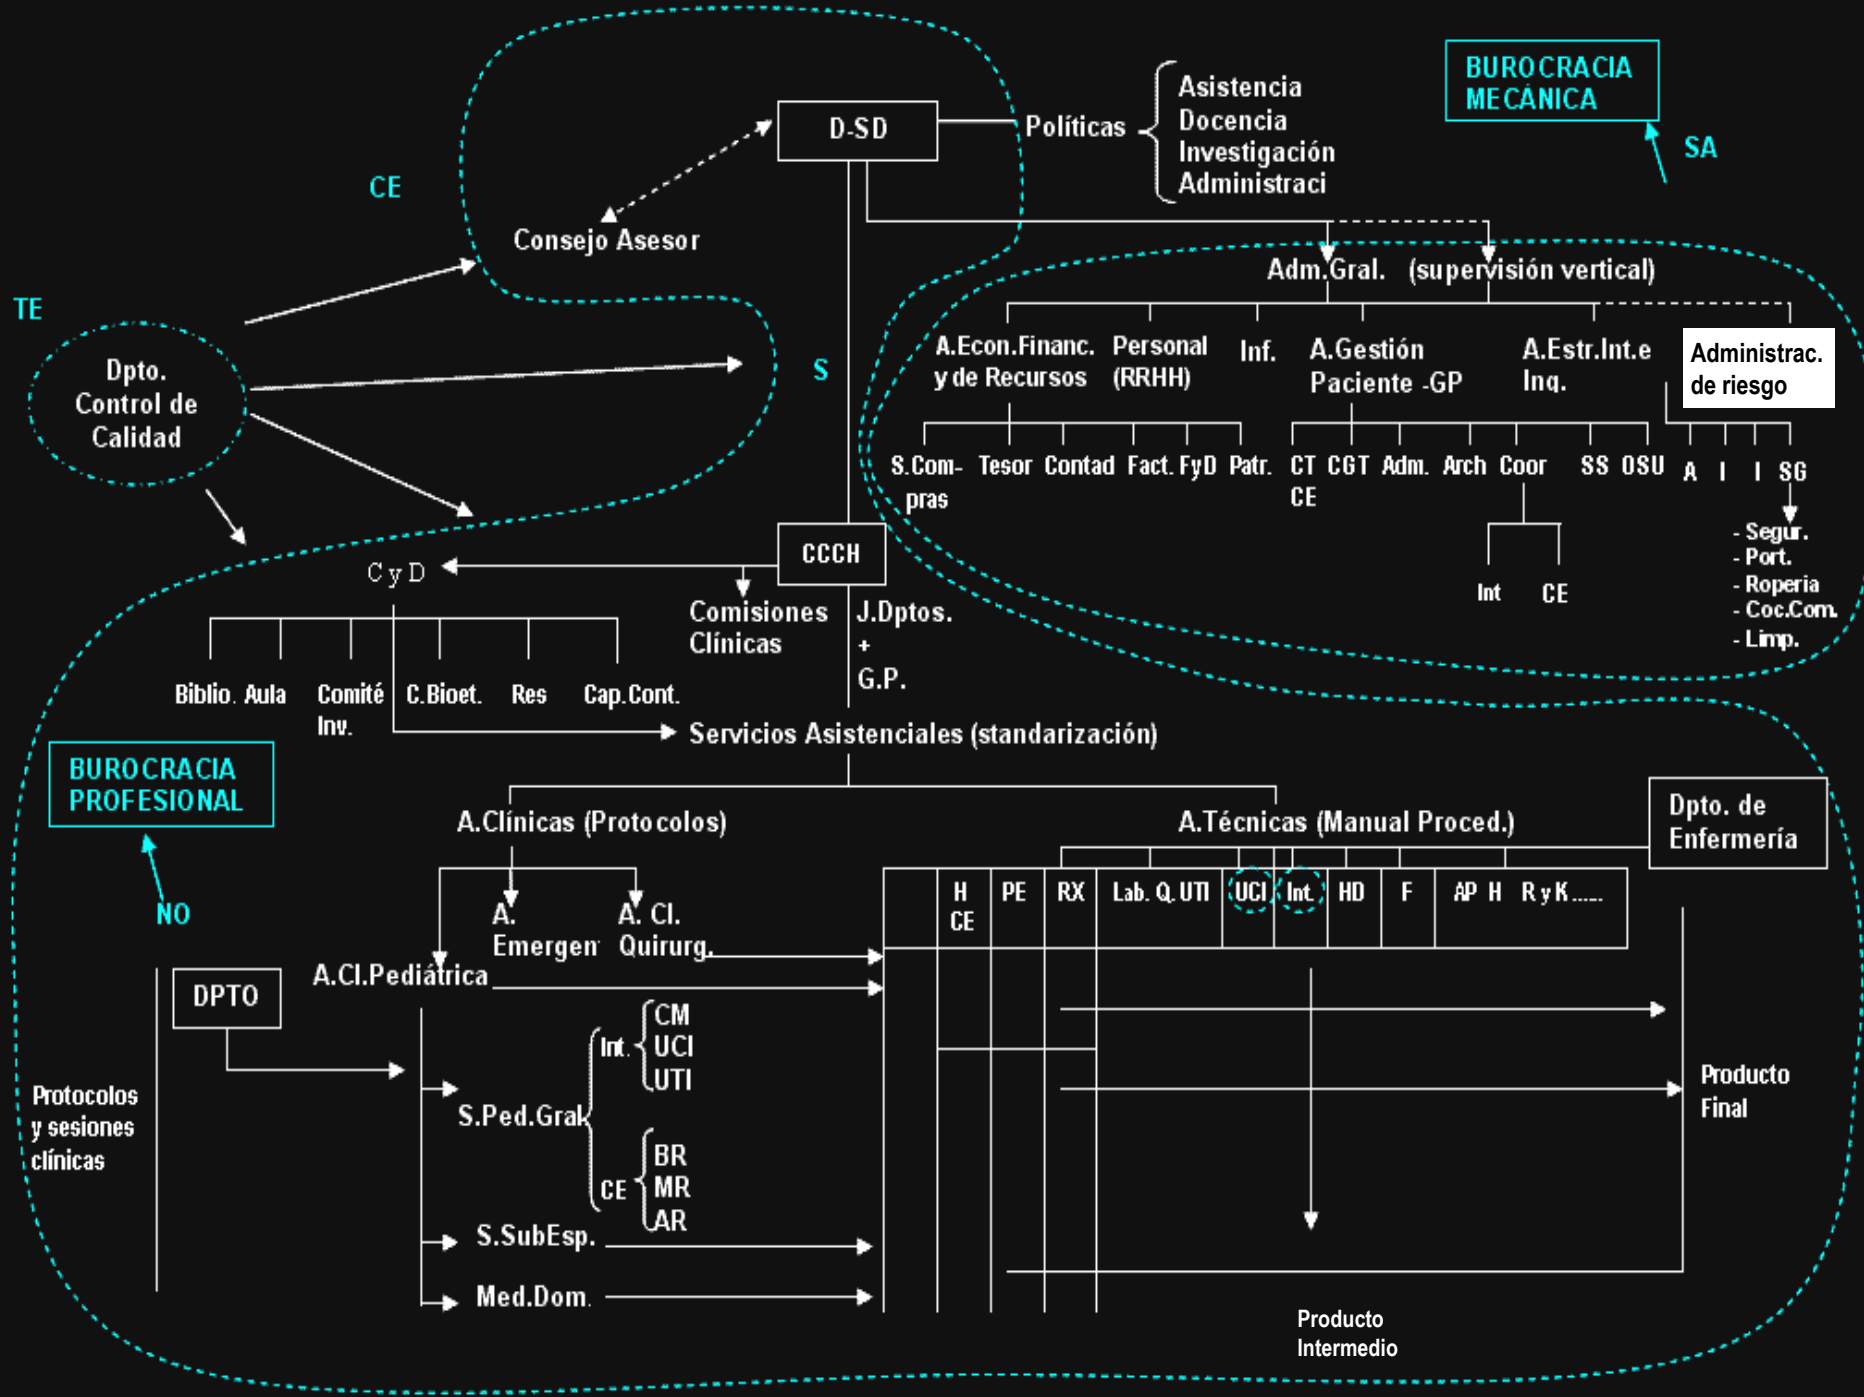 BUROCRACIA
MECÁNICA
SA
D-SD
Políticas
Asistencia
Docencia
Investigación
Administraci
CE
Consejo Asesor
Adm.Gral. (supervisión vertical)
TE
Dpto.
Control de
Calidad
S
A.Econ.Financ.
y de Recursos
Personal
(RRHH)
Inf.
A.Gestión
Paciente -GP
A.Estr.Int.e
Inq.
Administrac.
de riesgo
S.Com-
pras
Tesor
Contad
Fact.
FyD
Patr.
CT
CE
CGT
Adm.
Arch
Coor
SS
OSU
A
I
I
SG
Int
CE
- Segur.
- Port.
- Roperia
- Coc.Com.
- Limp.
CCCH
C y D
Comisiones
Clínicas
J.Dptos.
+
G.P.
Biblio.
Aula
Comité
Inv.
C.Bioet.
Res
Cap.Cont.
Servicios Asistenciales (standarización)
BUROCRACIA
PROFESIONAL
NO
A.Clínicas (Protocolos)
A.Técnicas (Manual Proced.)
Dpto. de
Enfermería
A.
Emergen
A. Cl.
Quirurg.
A.Cl.Pediátrica
H
CE
PE
RX
Lab. Q. UTI
UCI
Int.
HD
F
AP H R y K......
DPTO
Protocolos
y sesiones
clínicas
S.Ped.Gral
Int.
CM
UCI
UTI
CE
BR
MR
AR
S.SubEsp.
Med.Dom.
Producto
Final
Producto
Intermedio